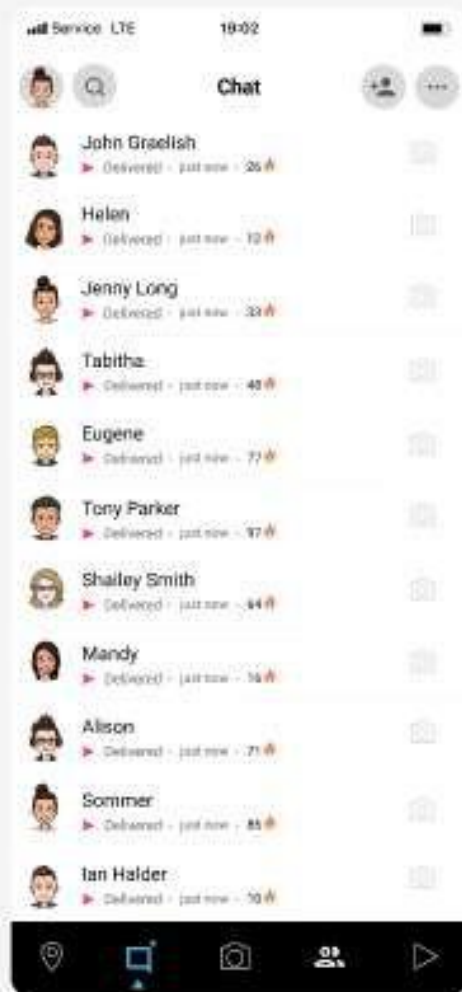 Service LTE 19:02
Chat
John Graelish
Delivered - just now - 26
Helen
Delivered - just now - 12
Jenny Long
Delivered - just now - 33
Tabitha
Delivered - just now - 48
Eugene
Delivered - just now - 77
Tony Parker
Delivered - just now - 97
Shailey Smith
Delivered - just now - 64
Mandy
Delivered - just now - 16
Alison
Delivered - just now - 71
Sommer
Delivered - just now - 85
Ian Halder
Delivered - just now - 10